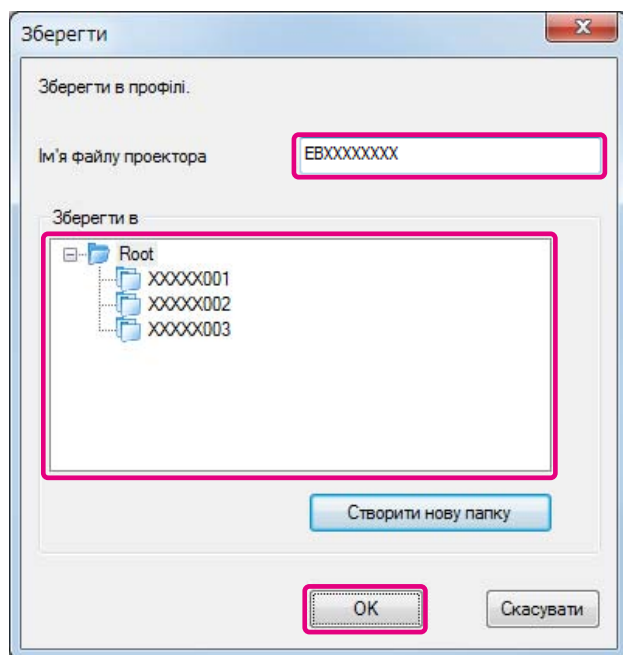 Зберегти
Зберегти в профілі.
Ім'я файлу проектора
EBXXXXXXXX
Зберегти в
Root
XXXXX001
XXXXX002
XXXXX003
Створити нову папку
OK
Скасувати